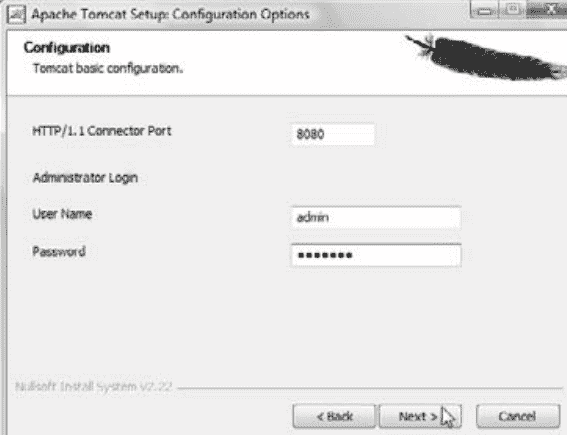 Apache Tomcat Setup: Configuration Options
Configuration
Tomcat basic configuration.
HTTP/1.1 Connector Port
8080
Administrator Login
User Name
admin
Password
•••••••
Nullsoft Install System v2.22
< Back
Next >
Cancel